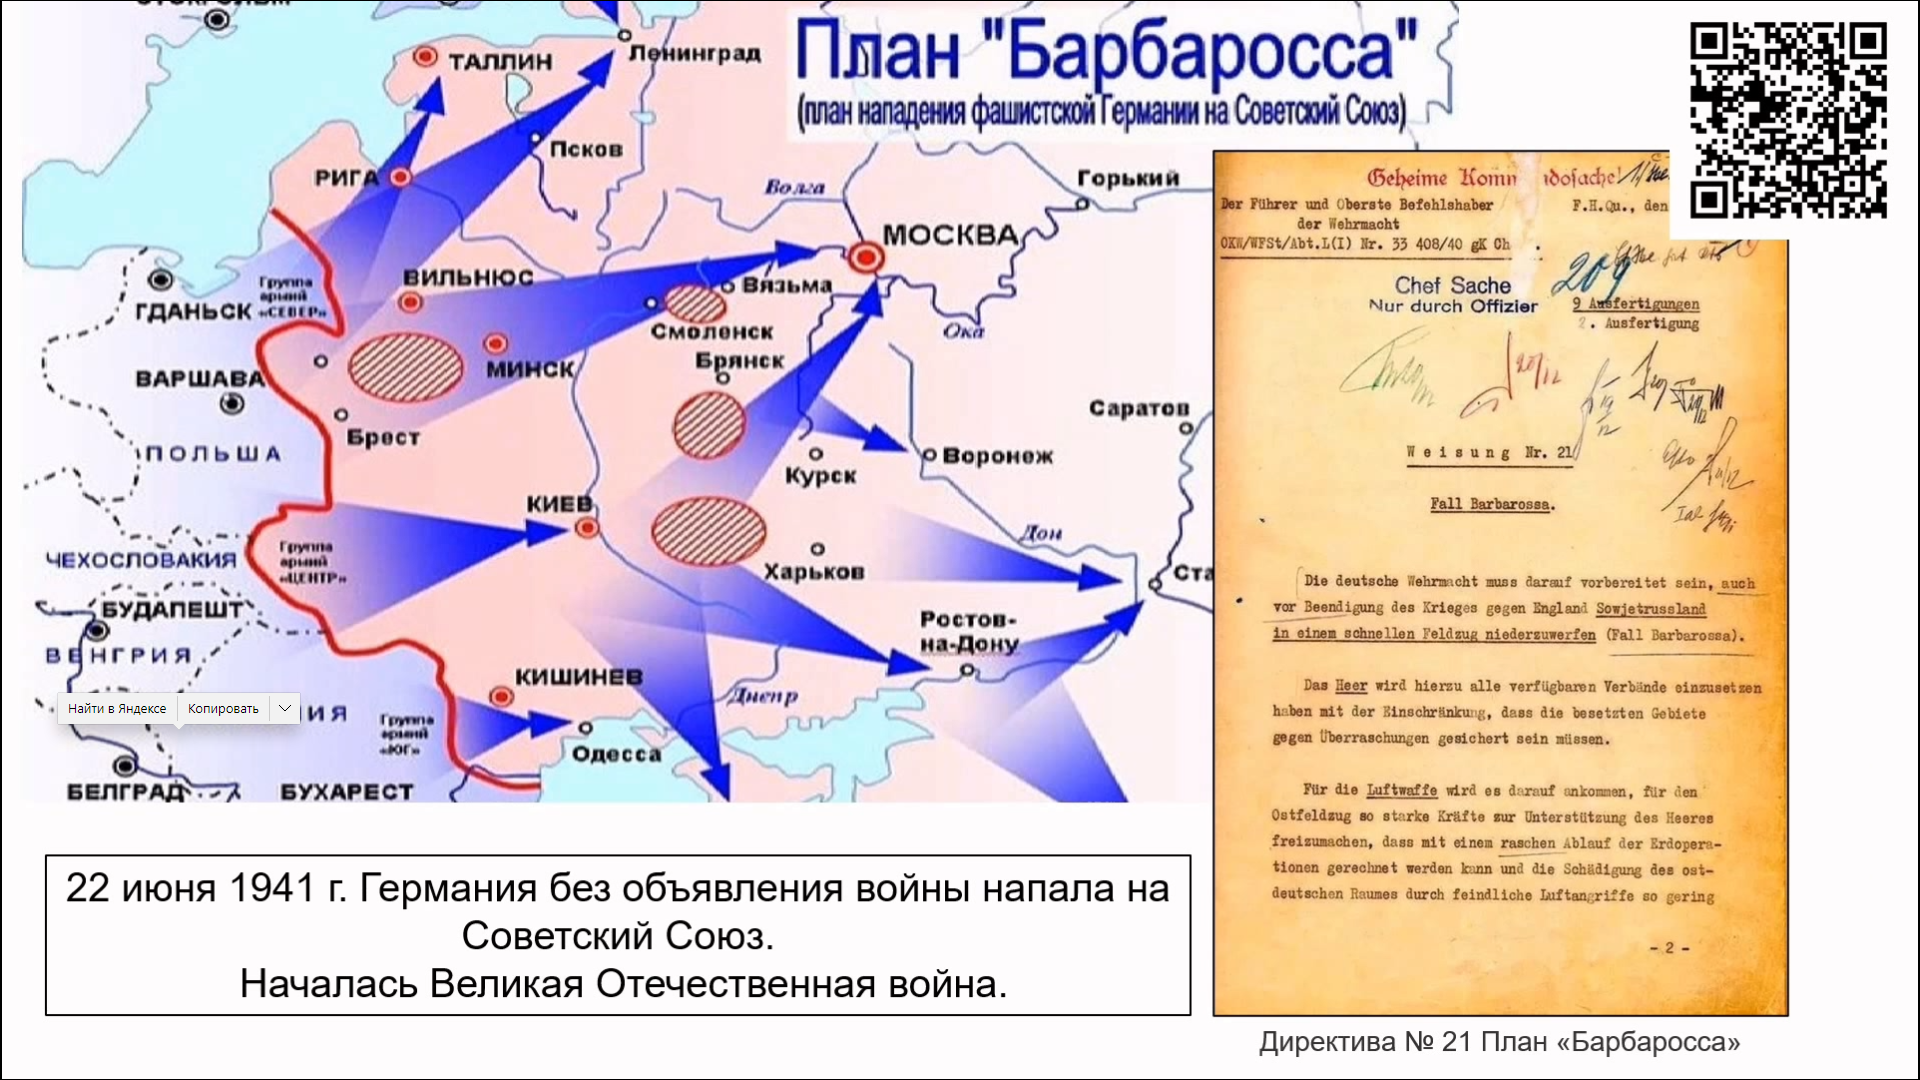 План "Барбаросса"
(план нападения фашистской Германии на Советский Союз)
ТАЛЛИН
Ленинград
Псков
РИГА
Волга
Горький
МОСКВА
Группа
армий
«СЕВЕР»
ВИЛЬНЮС
Вязьма
ГДАНЬСК
Смоленск
Ока
МИНСК
Брянск
ВАРШАВА
Саратов
Брест
ПОЛЬША
Воронеж
Курск
КИЕВ
Дон
Группа
армий
«ЦЕНТР»
ЧЕХОСЛОВАКИЯ
Харьков
Ста
БУДАПЕШТ
Ростов-
на-Дону
ВЕНГРИЯ
КИШИНЕВ
Днепр
Найти в Яндексе
Копировать
ИЯ
Группа
армий
«ЮГ»
Одесса
БЕЛГРАД
БУХАРЕСТ
22 июня 1941 г. Германия без объявления войны напала на
Советский Союз.
Началась Великая Отечественная война.
Geheime Komm ndosache!
Der Führer und Oberste Befehlshaber
F.H.Qu., den
der Wehrmacht
OKW/WFSt/Abt.L(I) Nr. 33 408/40 gK Ch .
Chef Sache
Nur durch Offizier
209
9 Ausfertigungen
2. Ausfertigung
Weisung Nr. 21
Fall Barbarossa.
Die deutsche Wehrmacht muss darauf vorbereitet sein, auch
vor Beendigung des Krieges gegen England Sowjetrussland
in einem schnellen Feldzug niederzuwerfen (Fall Barbarossa).
Das Heer wird hierzu alle verfügbaren Verbände einzusetzen
haben mit der Einschränkung, dass die besetzten Gebiete
gegen Überraschungen gesichert sein müssen.
Für die Luftwaffe wird es darauf ankommen, für den
Ostfeldzug so starke Kräfte zur Unterstützung des Heeres
freizumachen, dass mit einem raschen Ablauf der Erdopera-
tionen gerechnet werden kann und die Schädigung des ost-
deutschen Raumes durch feindliche Luftangriffe so gering
- 2 -
Директива № 21 План «Барбаросса»